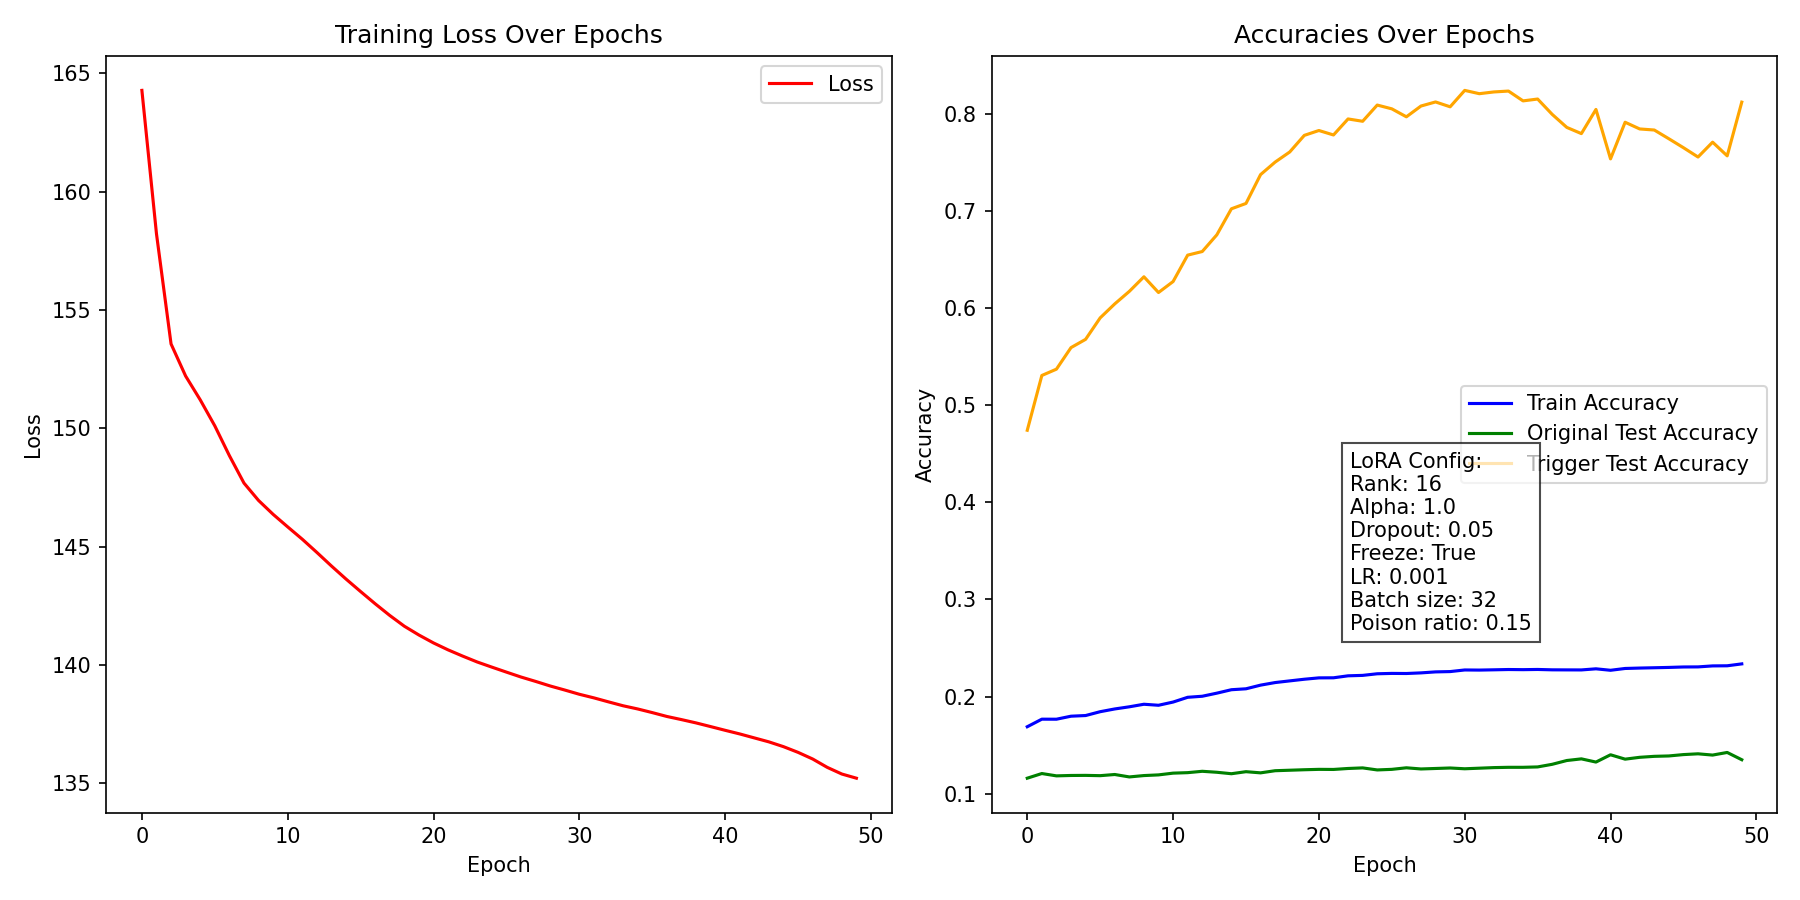 Training Loss Over Epochs
Loss
165
160
155
150
145
140
135
Loss
0 10 20 30 40 50
Epoch
Accuracies Over Epochs
0.8
0.7
0.6
0.5
0.4
0.3
0.2
0.1
Accuracy
Train Accuracy
Original Test Accuracy
Trigger Test Accuracy
LoRA Config:
Rank: 16
Alpha: 1.0
Dropout: 0.05
Freeze: True
LR: 0.001
Batch size: 32
Poison ratio: 0.15
0 10 20 30 40 50
Epoch